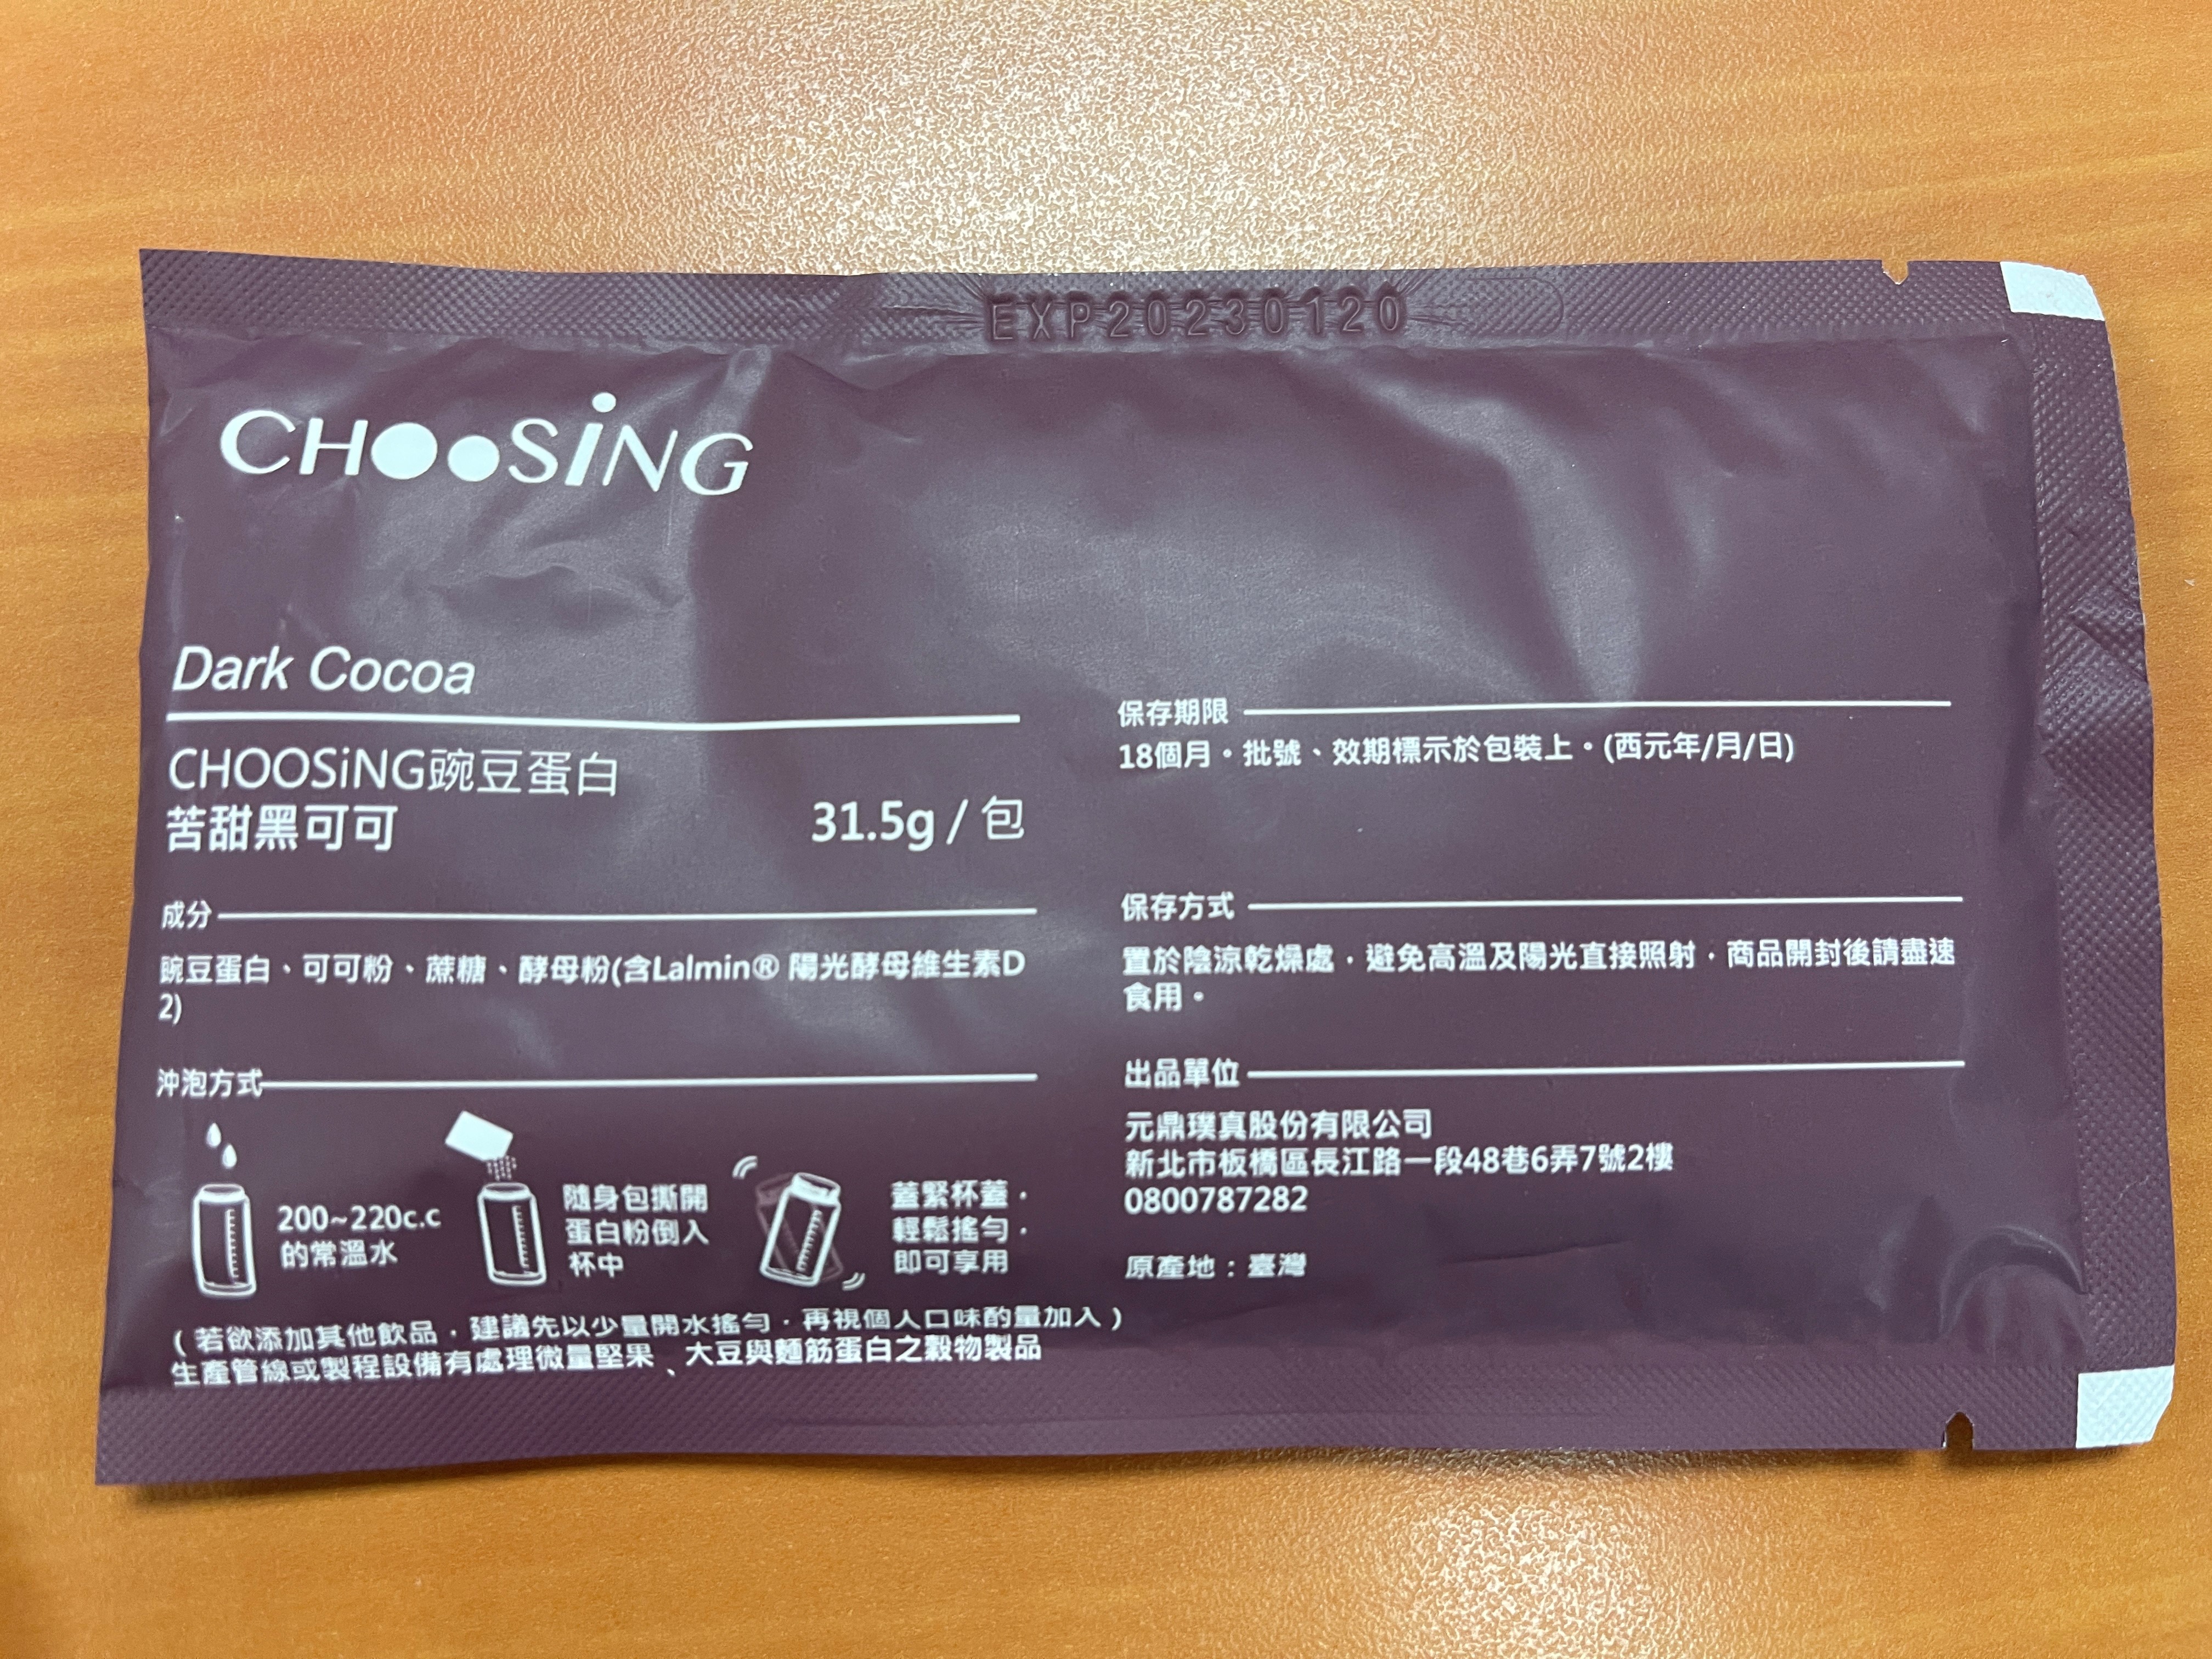 EXP20230120
CHOOSiNG
Dark Cocoa
CHOOSiNG豌豆蛋白
苦甜黑可可
31.5g / 包
成分
豌豆蛋白、可可粉、蔗糖、酵母粉(含Lalmin® 陽光酵母維生素D
2)
沖泡方式
200~220c.c
的常溫水
隨身包撕開
蛋白粉倒入
杯中
蓋緊杯蓋，
輕鬆搖勻，
即可享用
(若欲添加其他飲品，建議先以少量開水搖勻，再視個人口味酌量加入)
生產管線或製程設備有處理微量堅果、大豆與麵筋蛋白之穀物製品
保存期限
18個月。批號、效期標示於包裝上。(西元年/月/日)
保存方式
置於陰涼乾燥處，避免高溫及陽光直接照射，商品開封後請盡速
食用。
出品單位
元鼎璞真股份有限公司
新北市板橋區長江路一段48巷6弄7號2樓
0800787282
原產地：臺灣